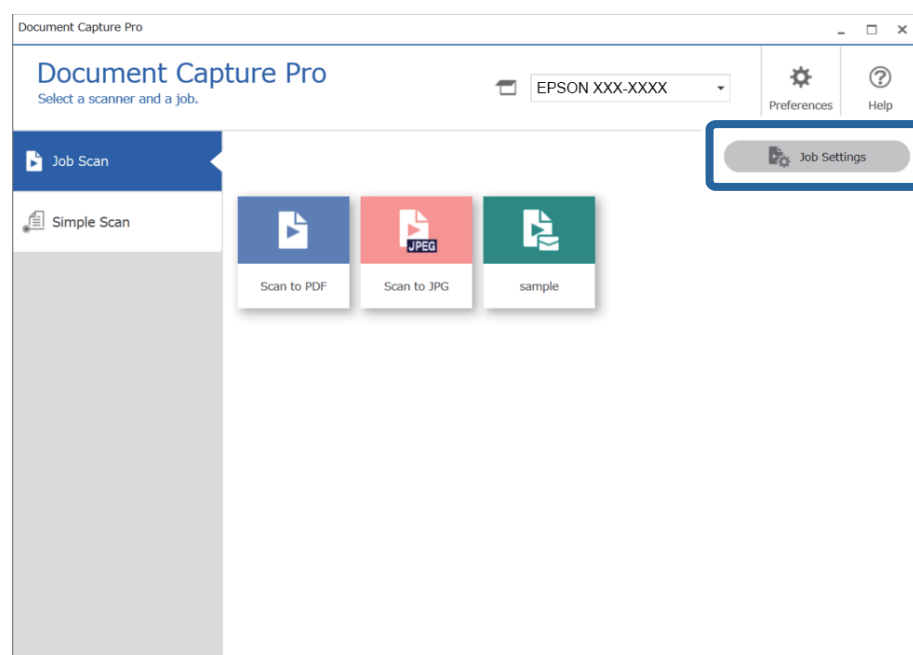 Document Capture Pro
Document Capture Pro
Select a scanner and a job.
EPSON XXX-XXXX
Preferences
Help
Job Scan
Job Settings
Simple Scan
JPEG
Scan to PDF
Scan to JPG
sample